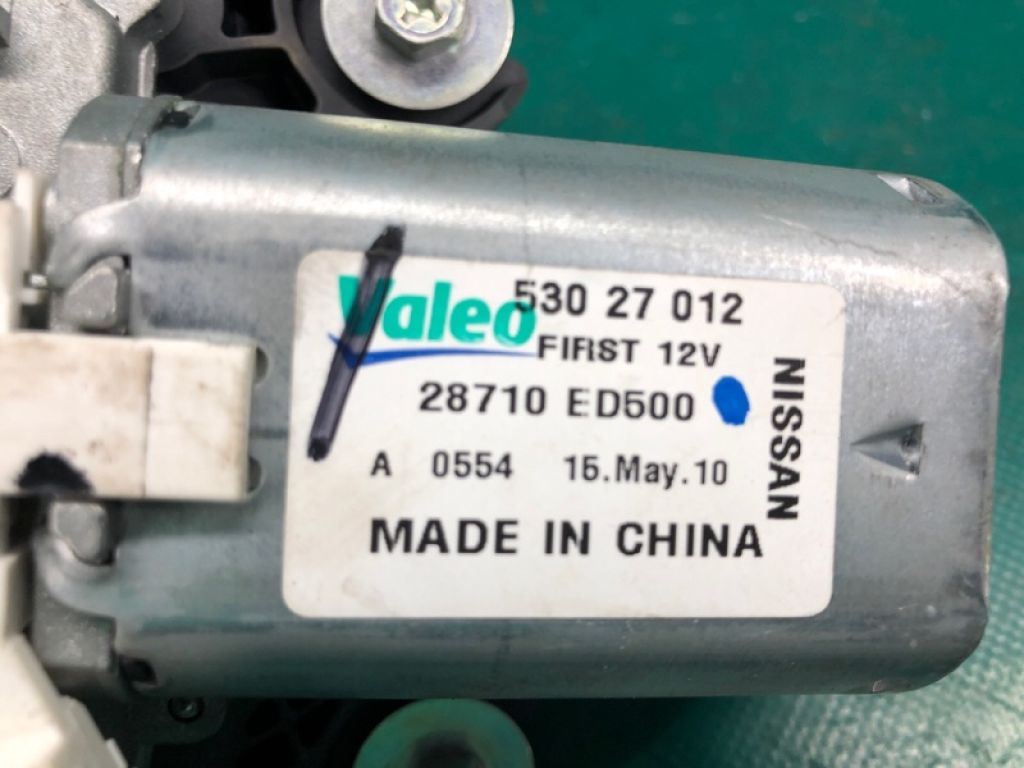 Valeo 530 27 012
FIRST 12V
28710 ED500
A 0554 15.May.10
MADE IN CHINA
NISSAN